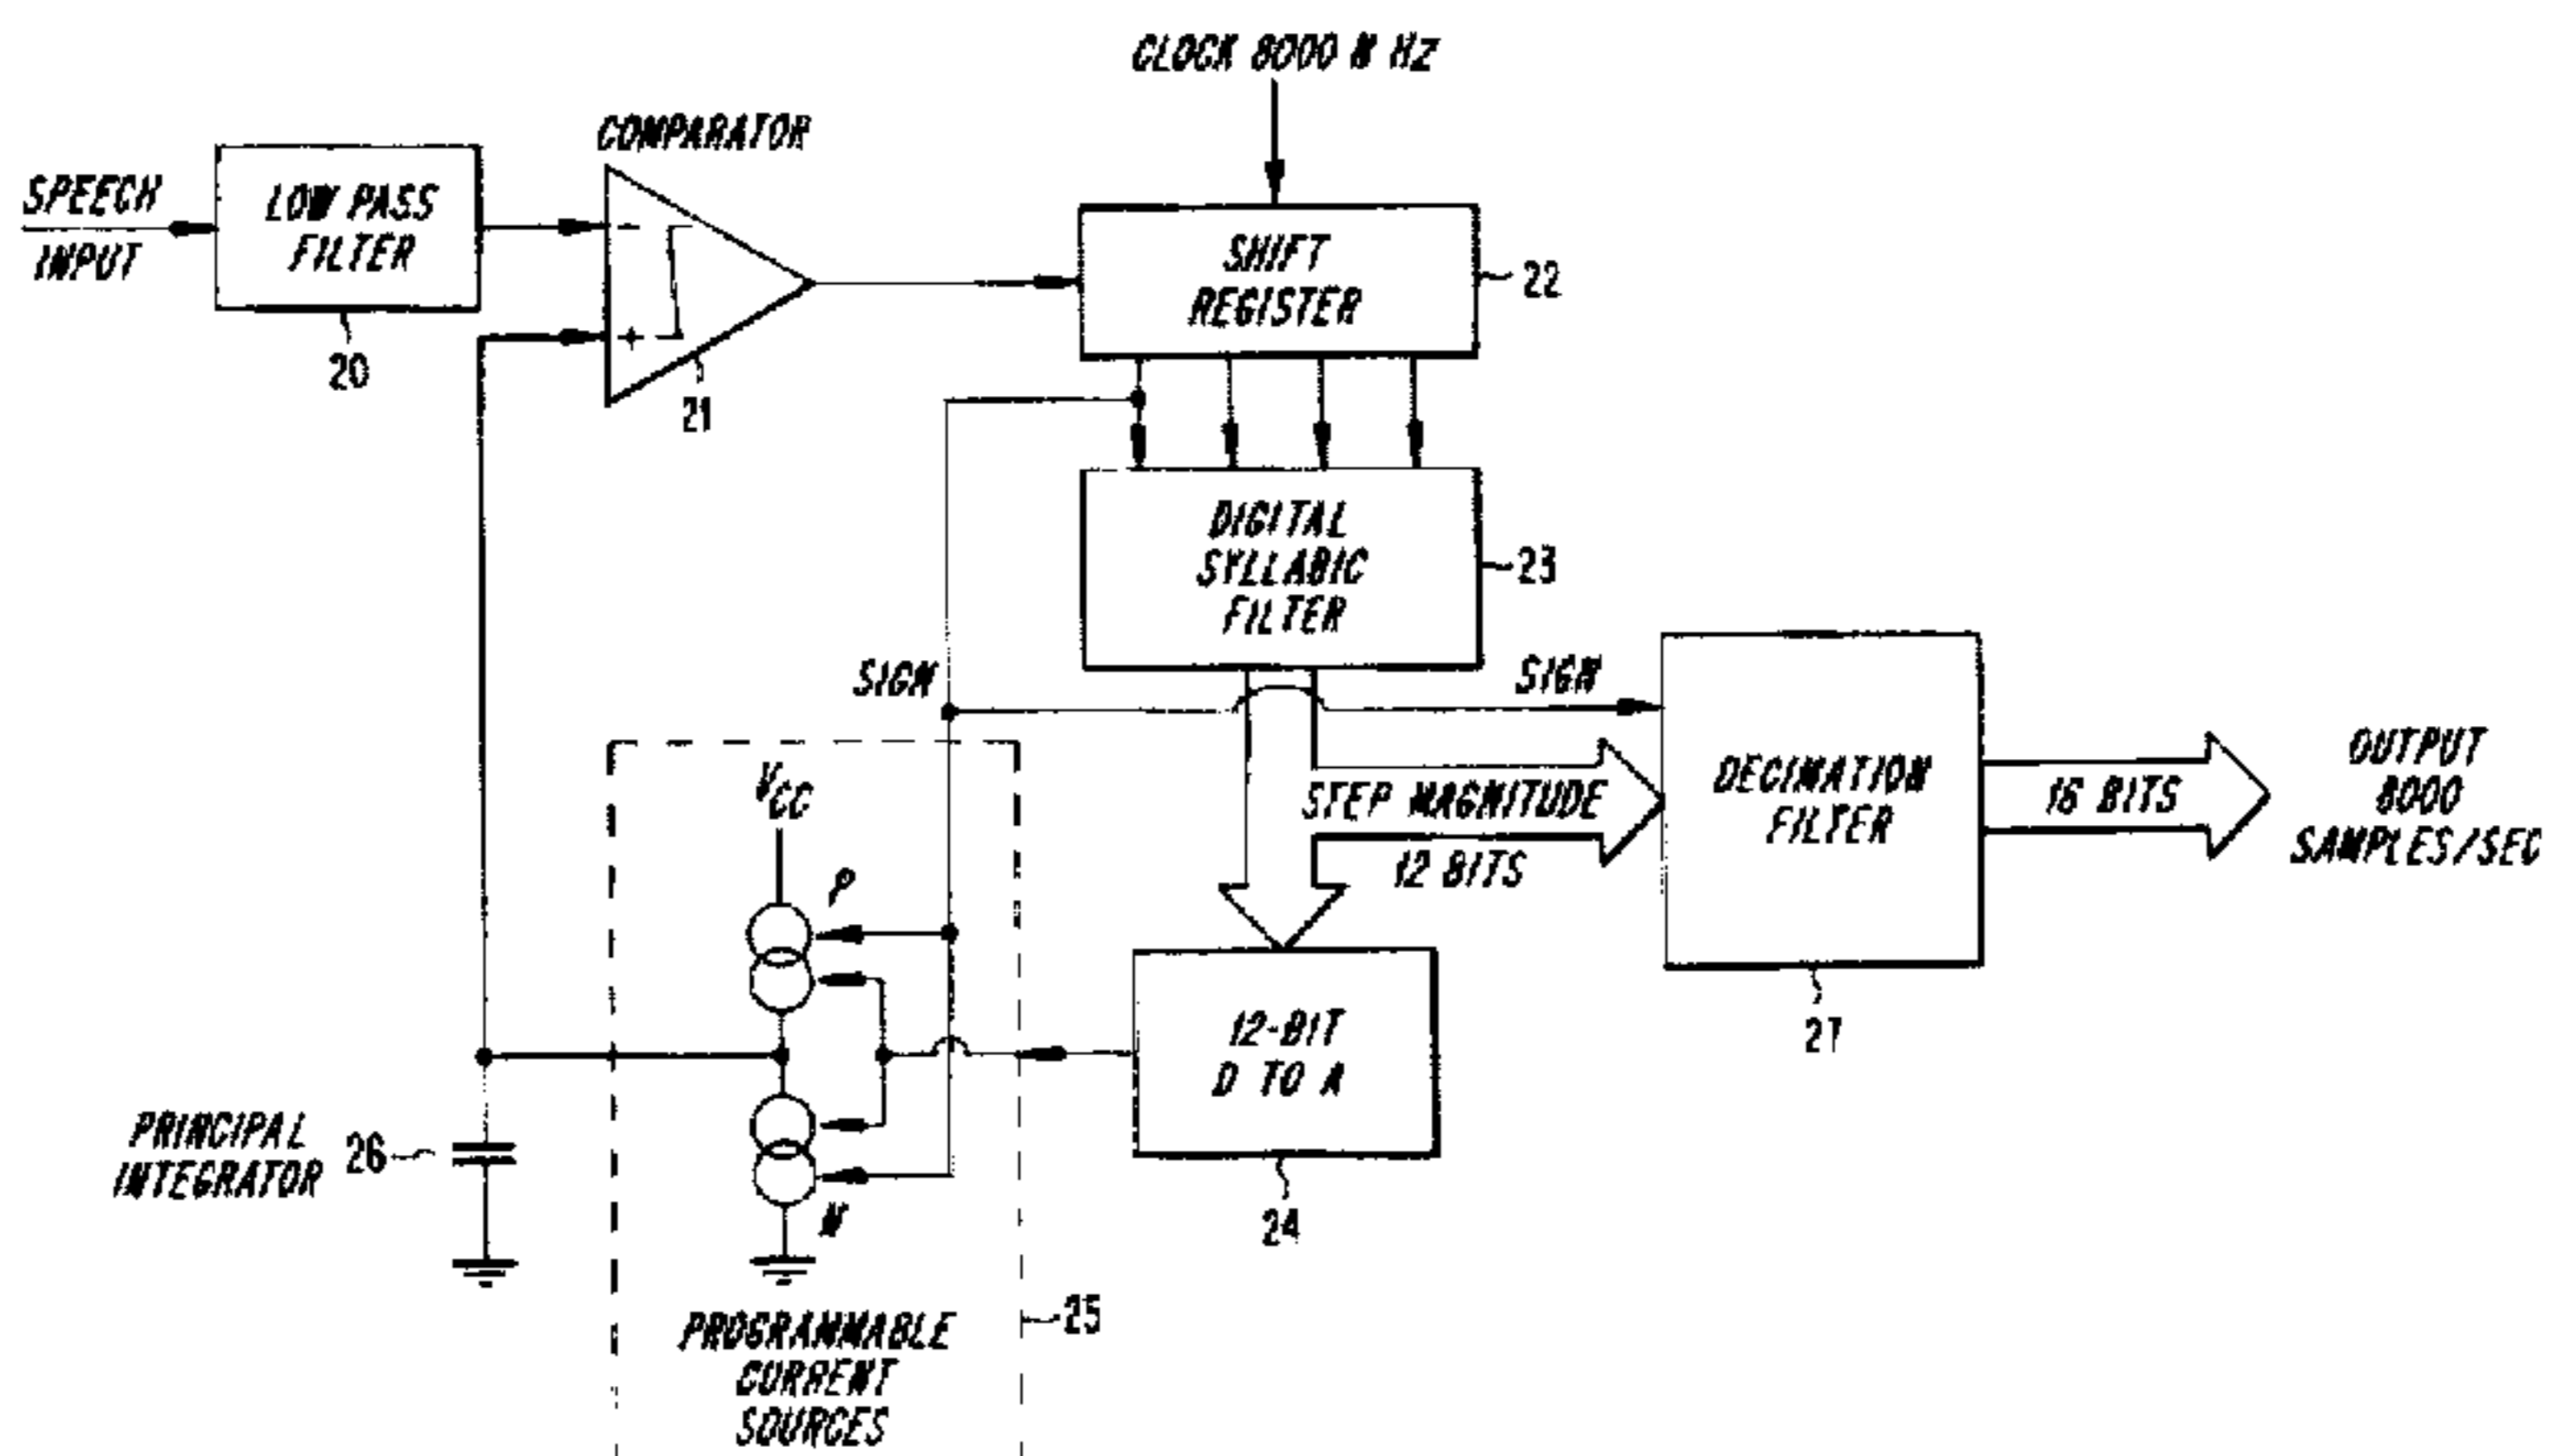 CLOCK 8000 N HZ
COMPARATOR
SPEECH
INPUT
LOW PASS
FILTER
20
-
+
21
SHIFT
REGISTER
22
DIGITAL
SYLLABIC
FILTER
23
SIGN
SIGN
STEP MAGNITUDE
12 BITS
DECIMATION
FILTER
27
16 BITS
OUTPUT
8000
SAMPLES/SEC
VCC
P
N
12-BIT
D TO A
24
PRINCIPAL
INTEGRATOR
26
PROGRAMMABLE
CURRENT
SOURCES
25